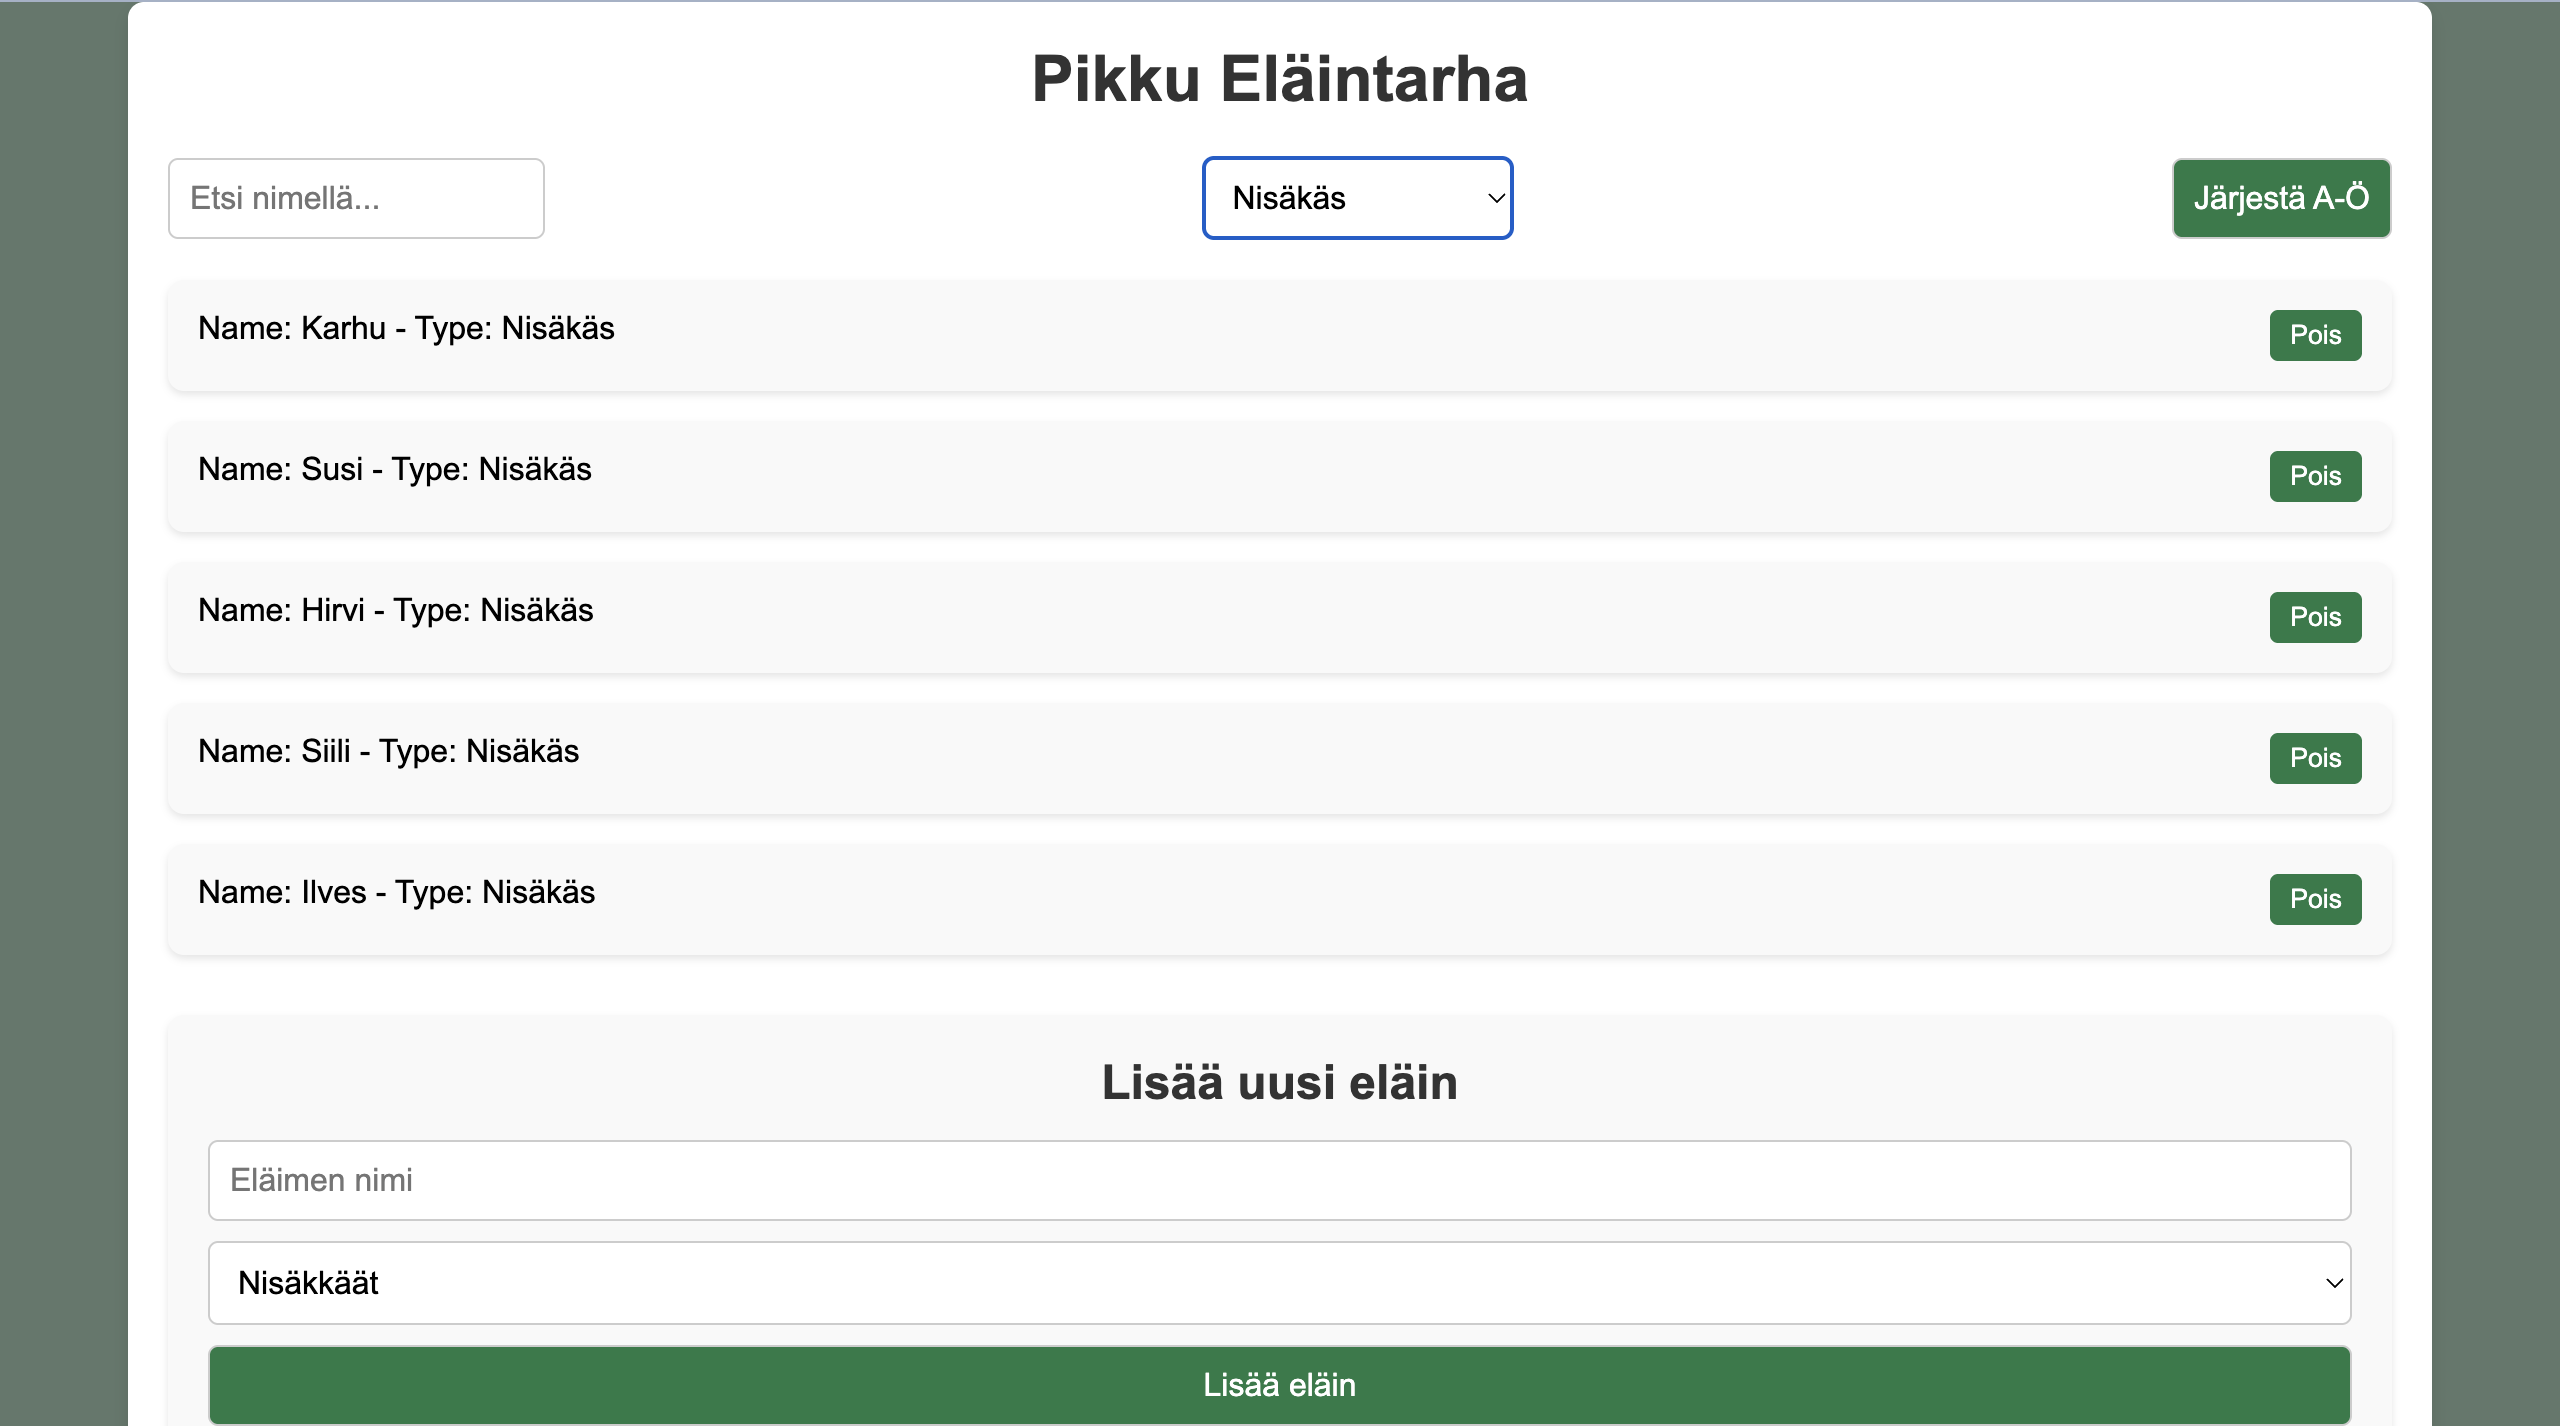 Pikku Eläintarha
Etsi nimellä...
Nisäkäs
Järjestä A-Ö
Name: Karhu - Type: Nisäkäs
Pois
Name: Susi - Type: Nisäkäs
Pois
Name: Hirvi - Type: Nisäkäs
Pois
Name: Siili - Type: Nisäkäs
Pois
Name: Ilves - Type: Nisäkäs
Pois
Lisää uusi eläin
Eläimen nimi
Nisäkkäät
Lisää eläin